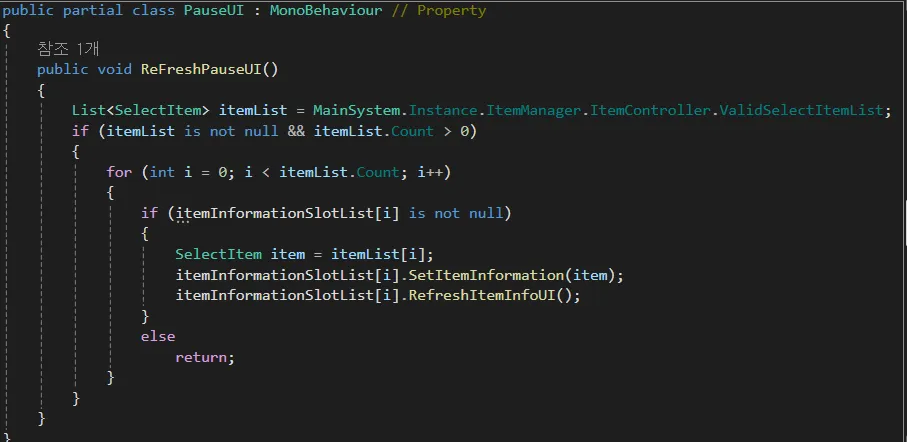 public partial class PauseUI : MonoBehaviour // Property
{
참조 1개
public void ReFreshPauseUI()
{
List<SelectItem> itemList = MainSystem.Instance.ItemManager.ItemController.ValidSelectItemList;
if (itemList is not null && itemList.Count > 0)
{
for (int i = 0; i < itemList.Count; i++)
{
if (itemInformationSlotList[i] is not null)
{
SelectItem item = itemList[i];
itemInformationSlotList[i].SetItemInformation(item);
itemInformationSlotList[i].RefreshItemInfoUI();
}
else
return;
}
}
}
}